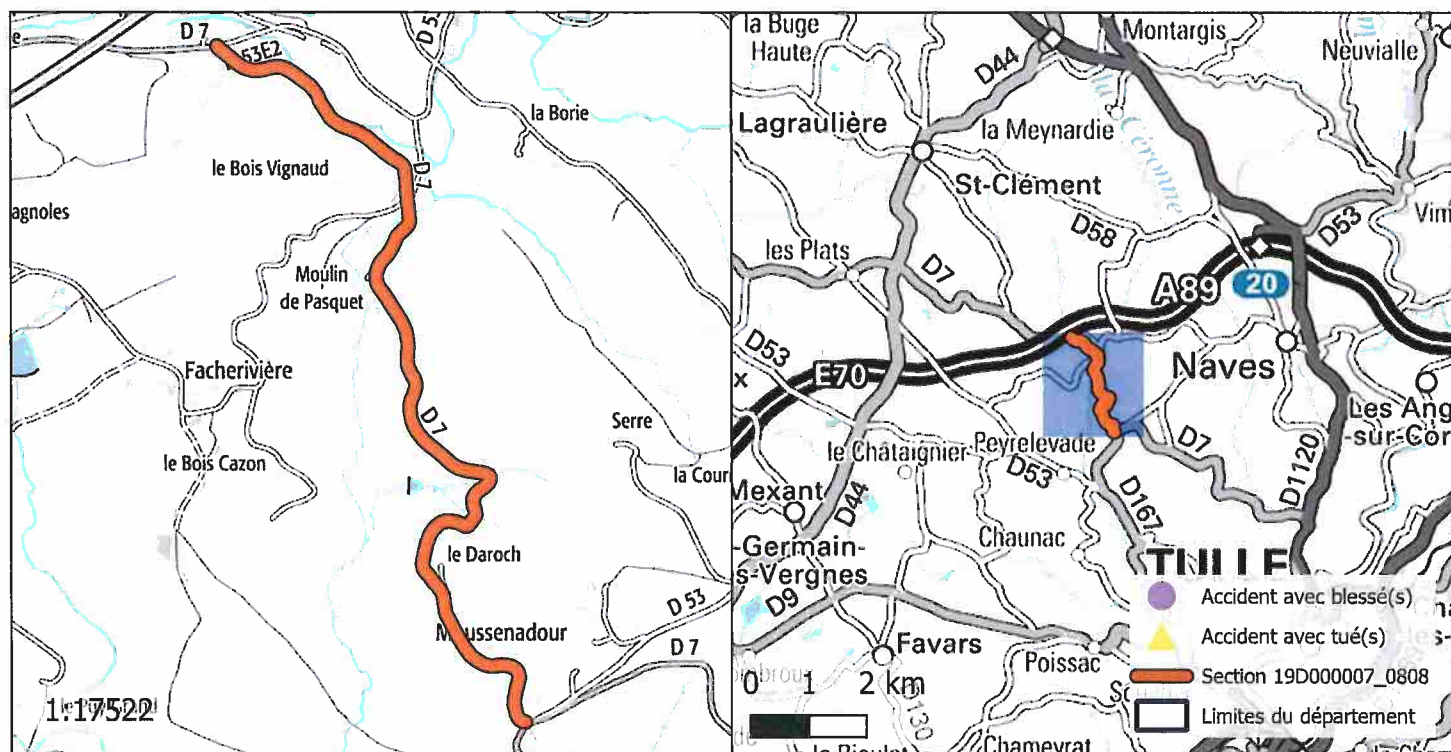 D 7
53E2
D 5
la Borie
le Bois Vignaud
D 7
agnoles
Moulin
de Pasquet
Facherivière
D 7
Serre
le Bois Cazon
la Cour
le Daroch
D 53
Moussenadour
D 7
1:17522
la Buge
Haute
Montargis
Neuvialle
D44
Lagraulière
la Meynardie
la Céronne
St-Clément
D58
D53
les Plats
D7
A89
20
D53
E70
Naves
x
Les Ang
-sur-Cor
Peyrelevade
le Châtaignier
D53
D7
D1120
Mexant
D44
D167
Chaunac
-Germain-
s-Vergnes
TULLE
D9
Favars
Poissac
0 1 2 km
D130
Chameyrat
Accident avec blessé(s)
Accident avec tué(s)
Section 19D000007_0808
Limites du département